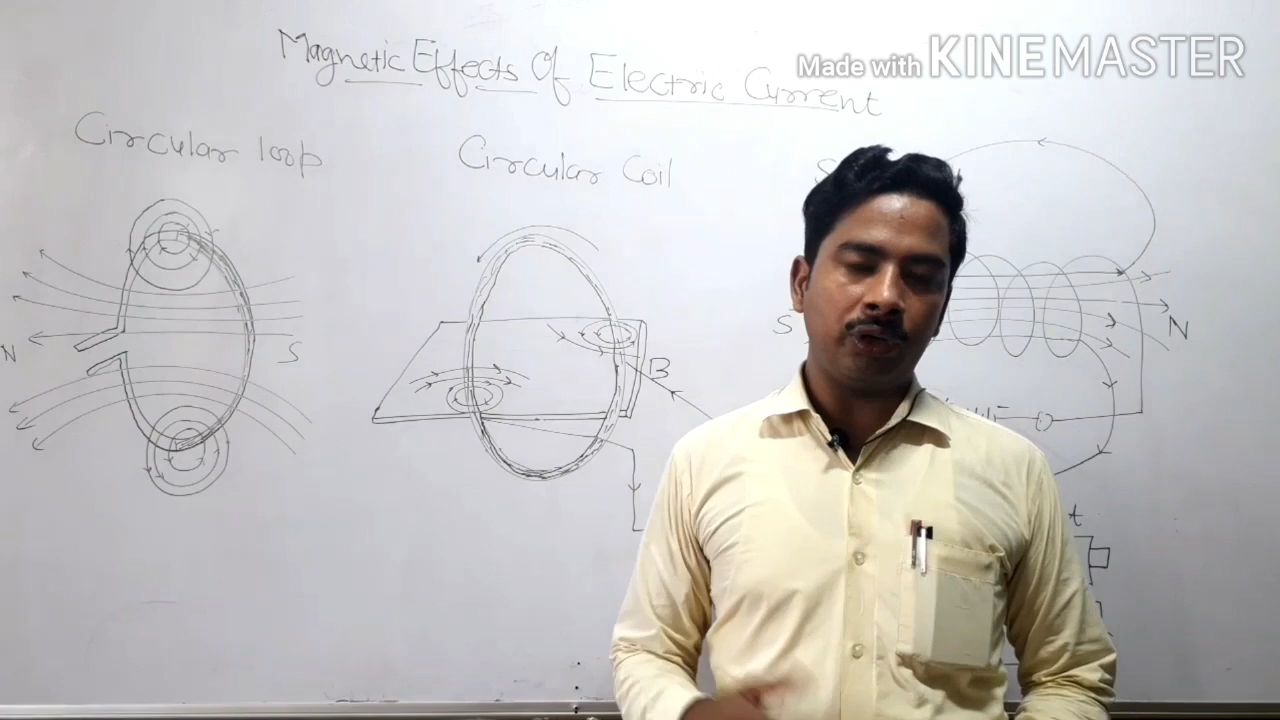 Made with KINEMASTER
Magnetic Effects Of Electric Current
Circular loop
Circular Coil
S
N
S
S
N
B
t